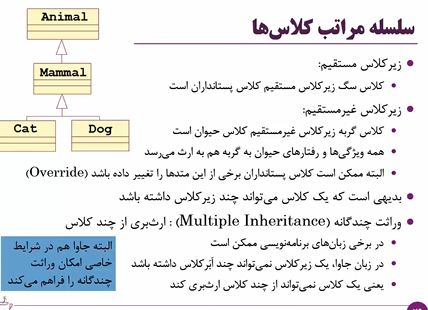 سلسله مراتب کلاس‌ها
Animal
Mammal
Cat
Dog
زیرکلاس مستقیم:
کلاس سگ زیرکلاس مستقیم کلاس پستانداران است
زیرکلاس غیرمستقیم:
کلاس گربه زیرکلاس غیرمستقیم کلاس حیوان است
همه ویژگی‌ها و رفتارهای حیوان به گربه هم به ارث می‌رسد
البته ممکن است کلاس پستانداران برخی از این متدها را تغییر داده باشد (Override)
بدیهی است که یک کلاس می‌تواند چند زیرکلاس داشته باشد
وراثت چندگانه (Multiple Inheritance) : ارث‌بری از چند کلاس
در برخی زبان‌های برنامه‌نویسی ممکن است
در زبان جاوا، یک زیرکلاس نمی‌تواند چند اَبَرکلاس داشته باشد
یعنی یک کلاس نمی‌تواند از چند کلاس ارث‌بری کند
البته جاوا هم در شرایط
خاصی امکان وراثت
چندگانه را فراهم می‌کند